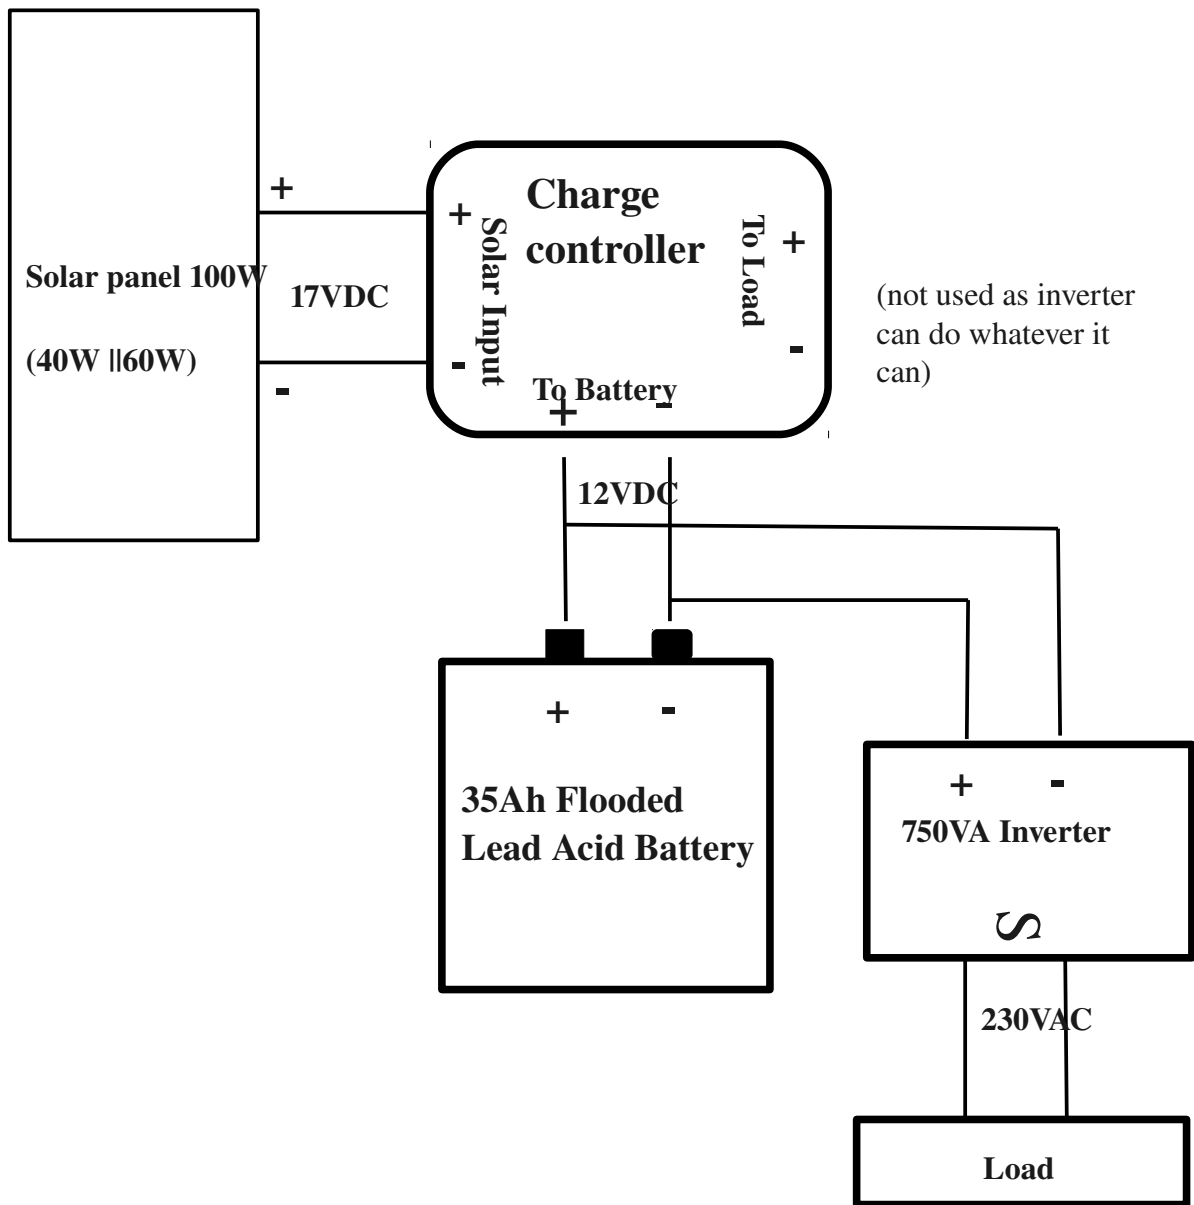 +
Solar panel 100W
17VDC
(40W ||60W)
-
+
Solar Input
-
Charge
controller
To Load
+
-
To Battery
+ -
(not used as inverter
can do whatever it
can)
12VDC
+ -
35Ah Flooded
Lead Acid Battery
+ -
750VA Inverter
S
230VAC
Load